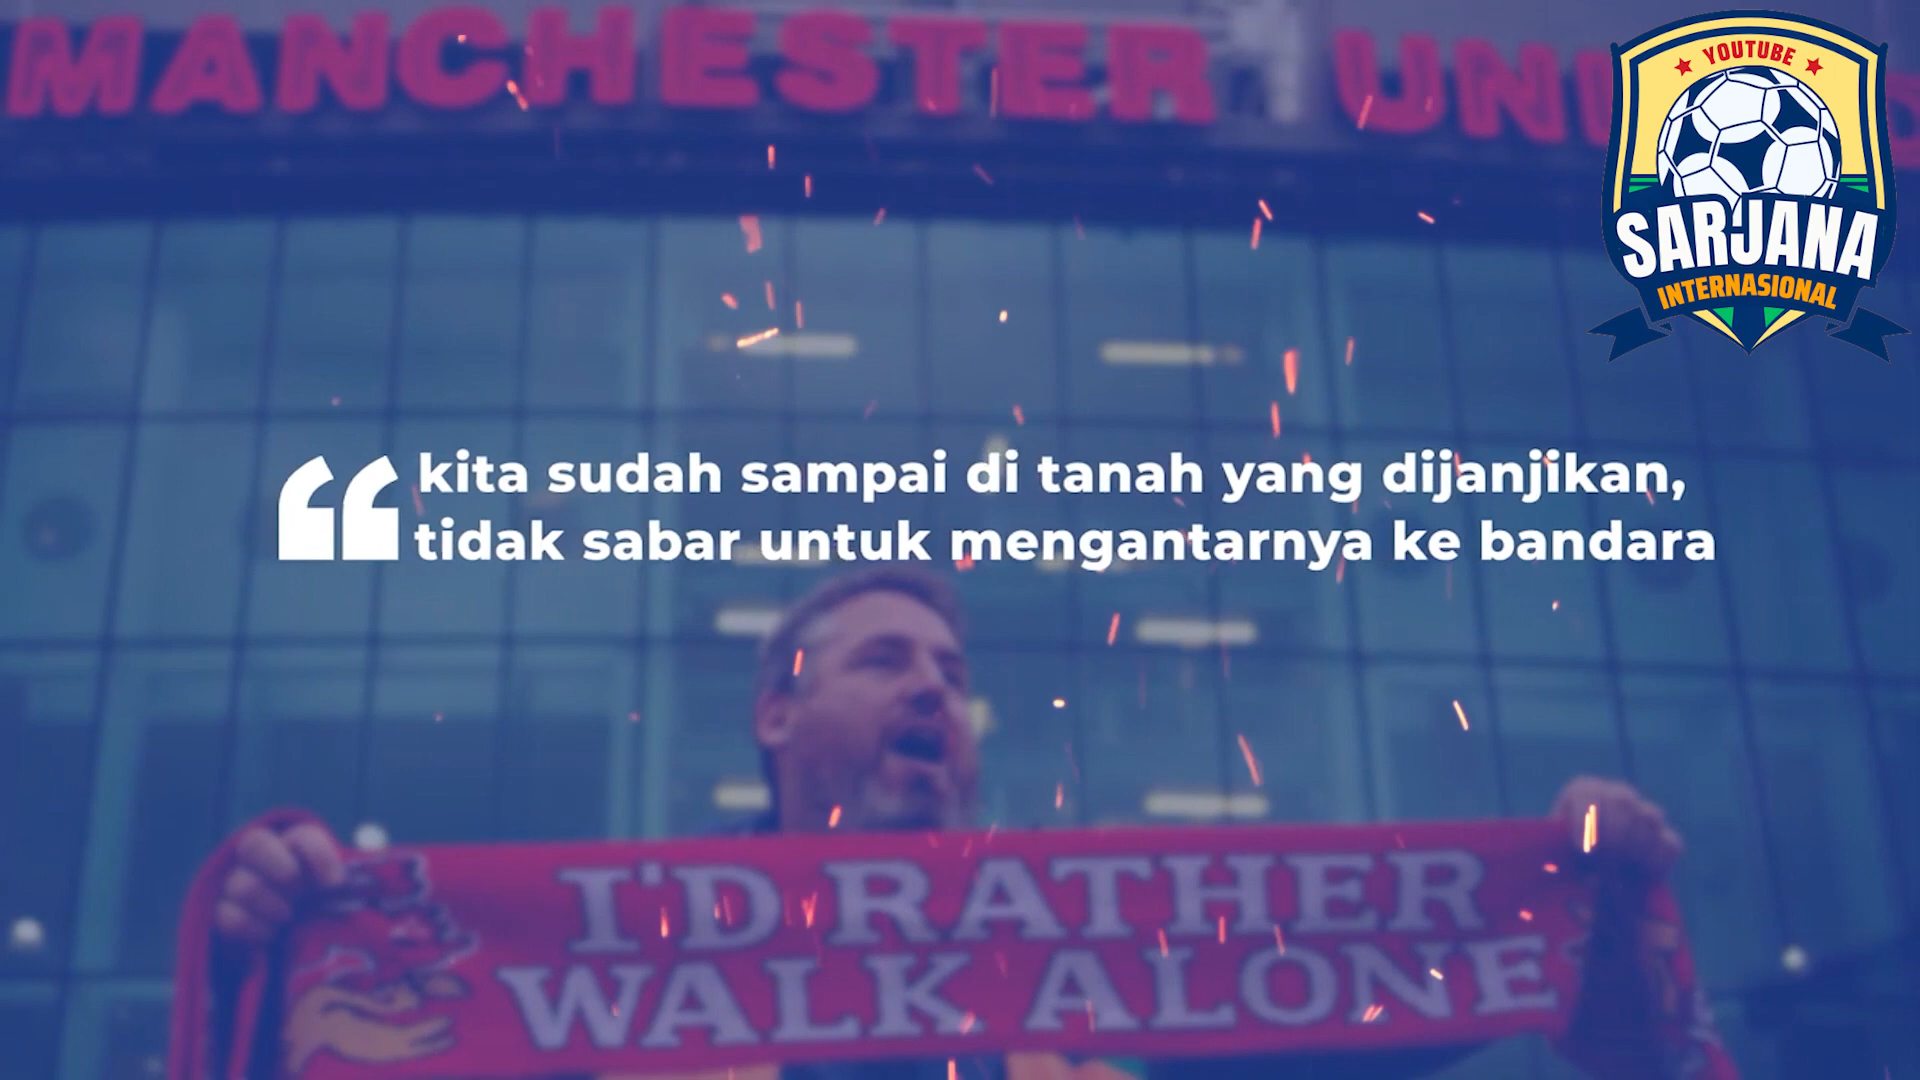 MANCHESTER UNI D
YOUTUBE
SARJANA
INTERNASIONAL
kita sudah sampai di tanah yang dijanjikan,
tidak sabar untuk mengantarnya ke bandara
I'D RATHER
WALK ALONE